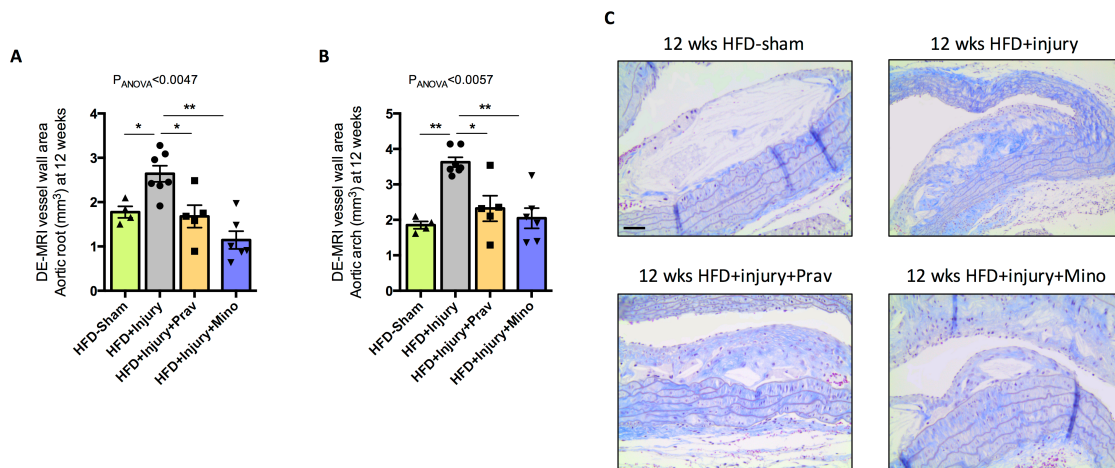 A
P_ANOVA<0.0047
**
*
*
DE-MRI vessel wall area
Aortic root (mm³) at 12 weeks
4
3
2
1
0
HFD-Sham
HFD+Injury
HFD+Injury+Prav
HFD+Injury+Mino
B
P_ANOVA<0.0057
**
**
*
DE-MRI vessel wall area
Aortic arch (mm³) at 12 weeks
5
4
3
2
1
0
HFD-Sham
HFD+Injury
HFD+Injury+Prav
HFD+Injury+Mino
C
12 wks HFD-sham
12 wks HFD+injury
12 wks HFD+injury+Prav
12 wks HFD+injury+Mino